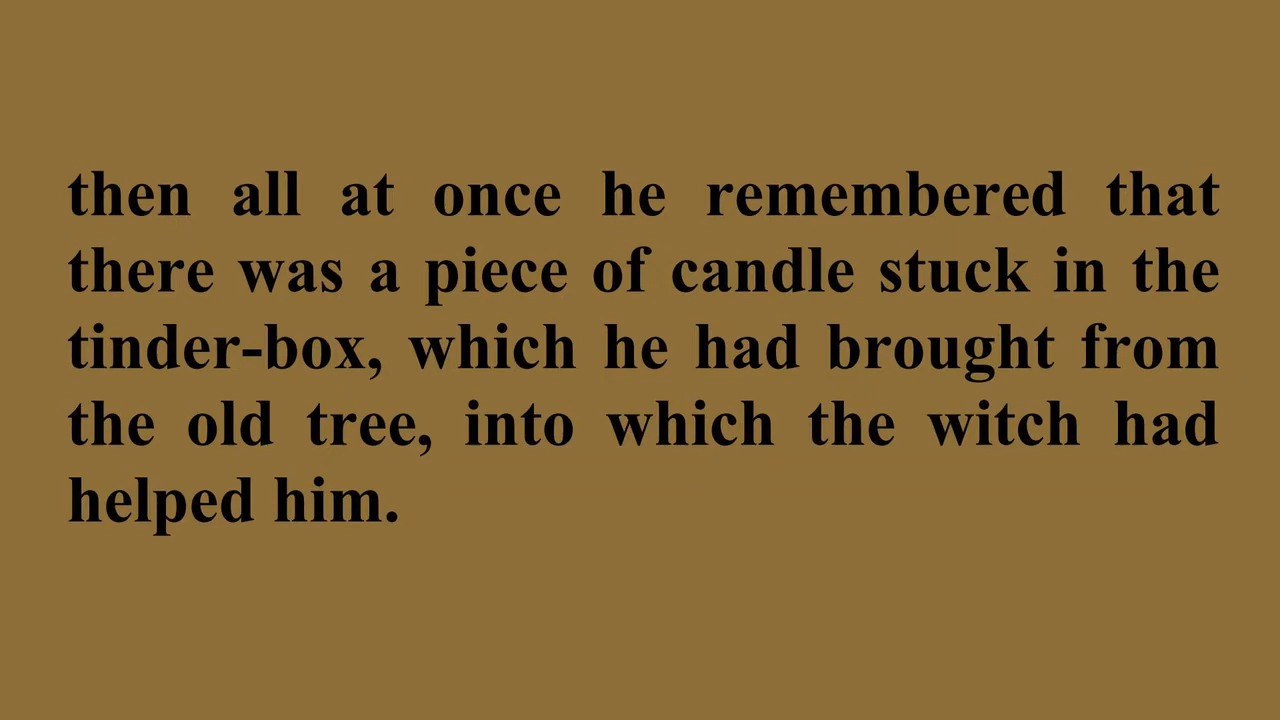 then all at once he remembered that
there was a piece of candle stuck in the
tinder-box, which he had brought from
the old tree, into which the witch had
helped him.